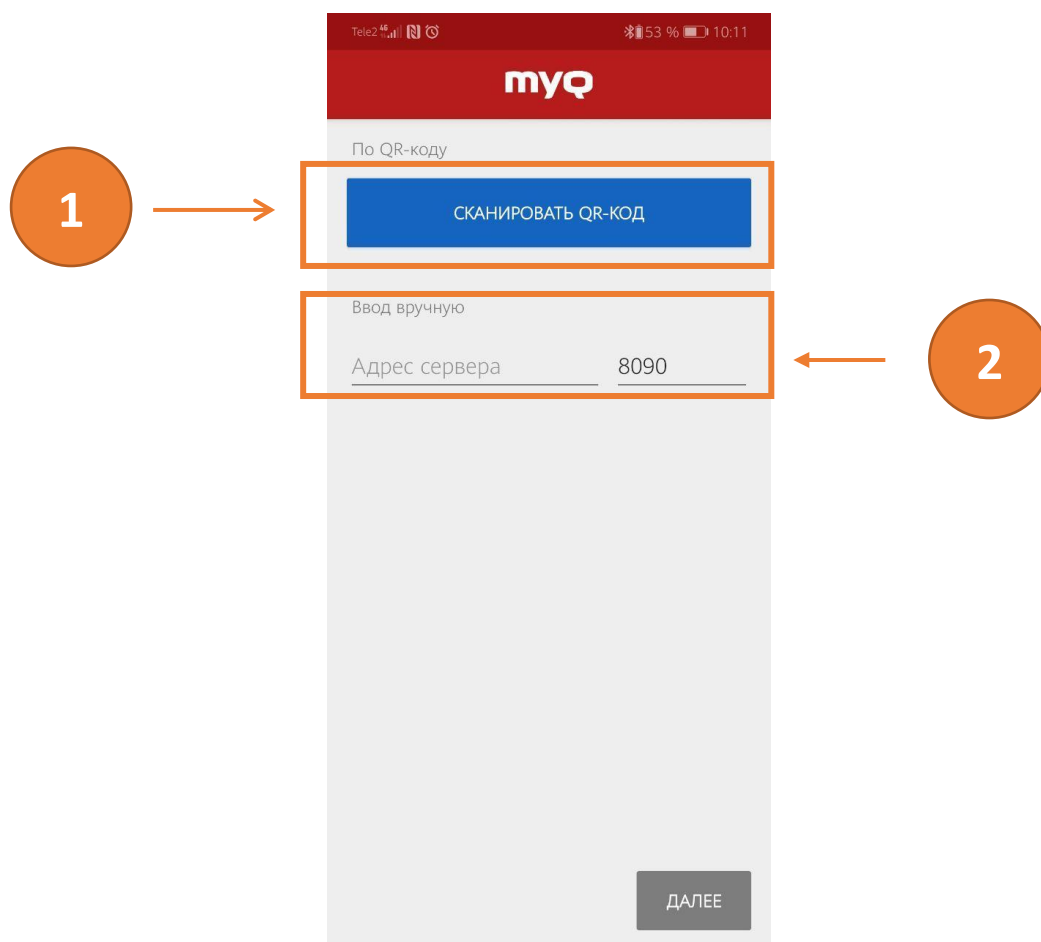 Tele2 46 53 % 10:11
myQ
По QR-коду
1
СКАНИРОВАТЬ QR-КОД
Ввод вручную
Адрес сервера 8090
2
ДАЛЕЕ